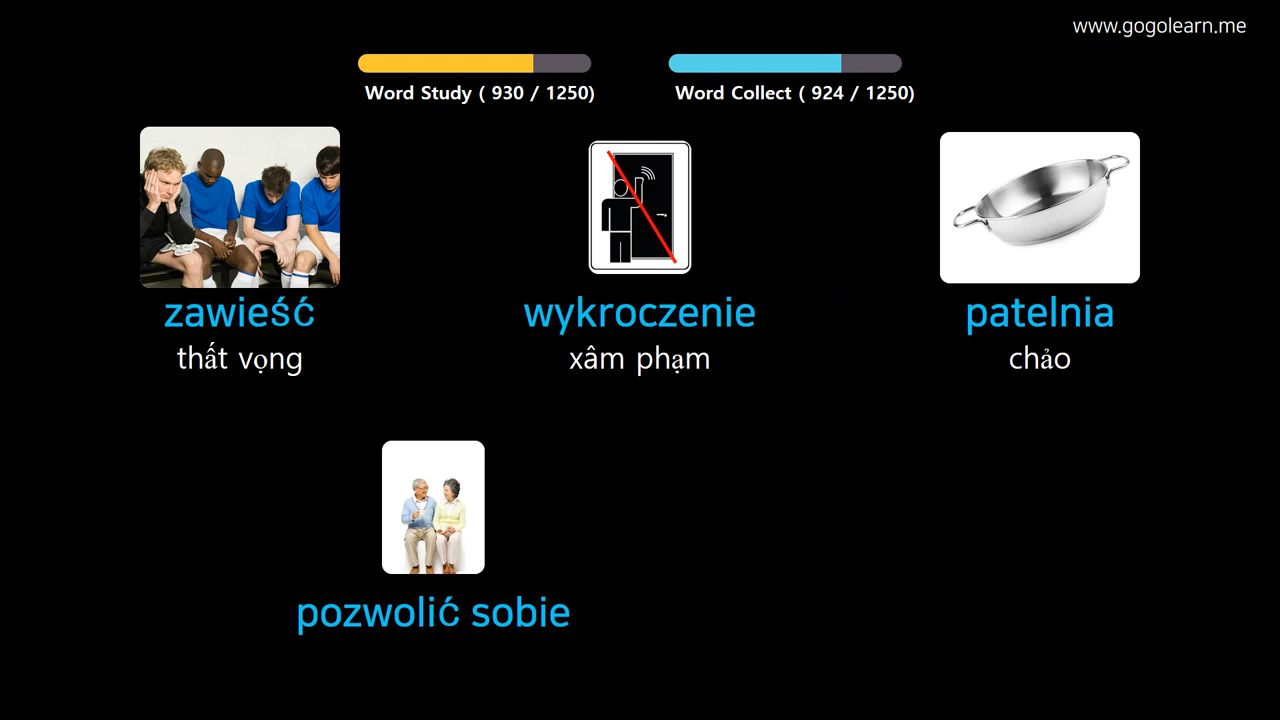 www.gogolearn.me
Word Study ( 930 / 1250)
Word Collect ( 924 / 1250)
zawieść
thất vọng
wykroczenie
xâm phạm
patelnia
chảo
pozwolić sobie